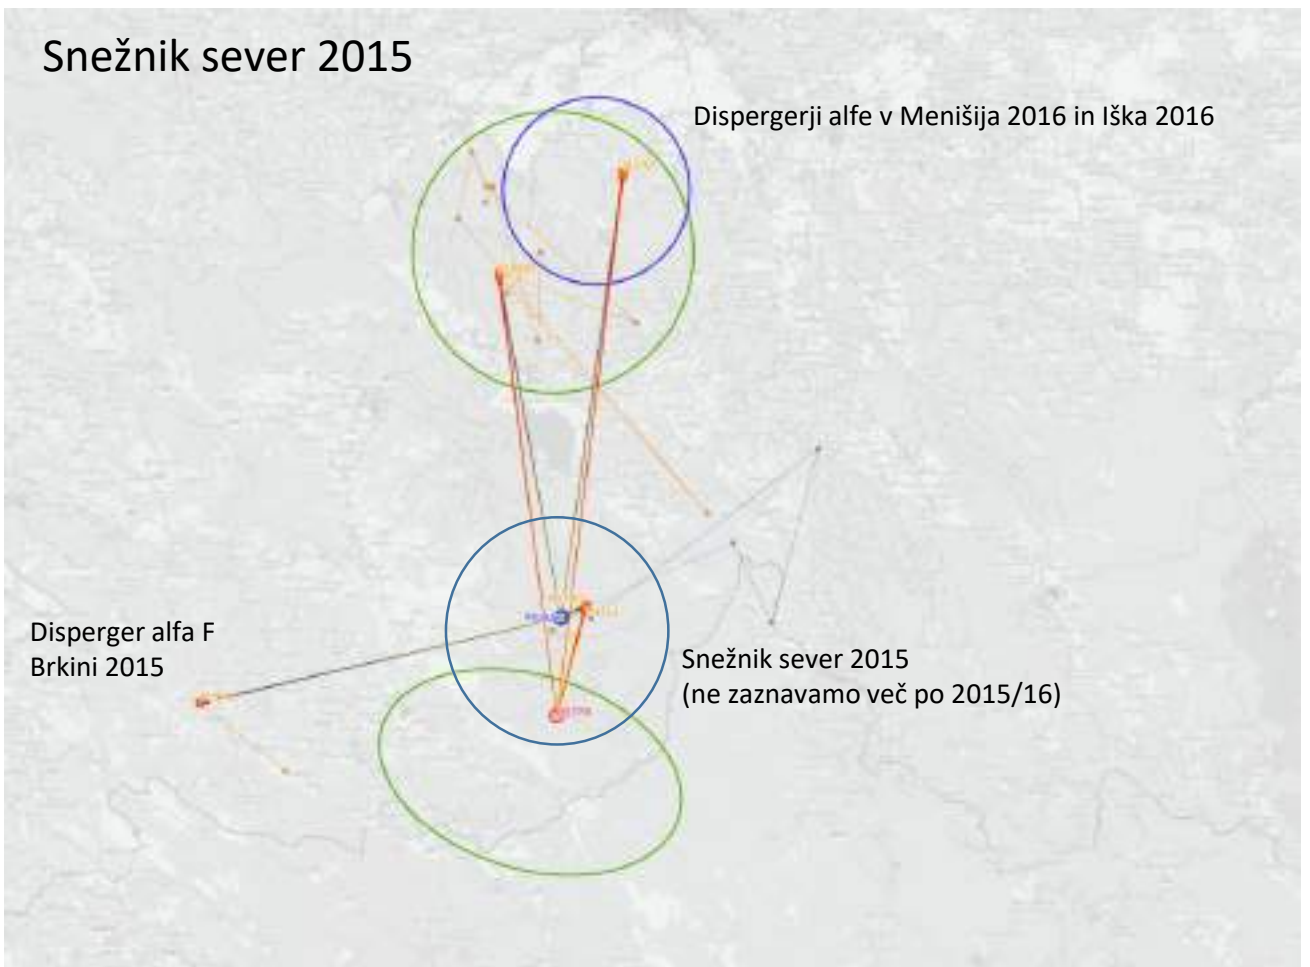 Snežnik sever 2015
Dispergerji alfe v Menišija 2016 in Iška 2016
Disperger alfa F
Brkini 2015
Snežnik sever 2015
(ne zaznavamo več po 2015/16)